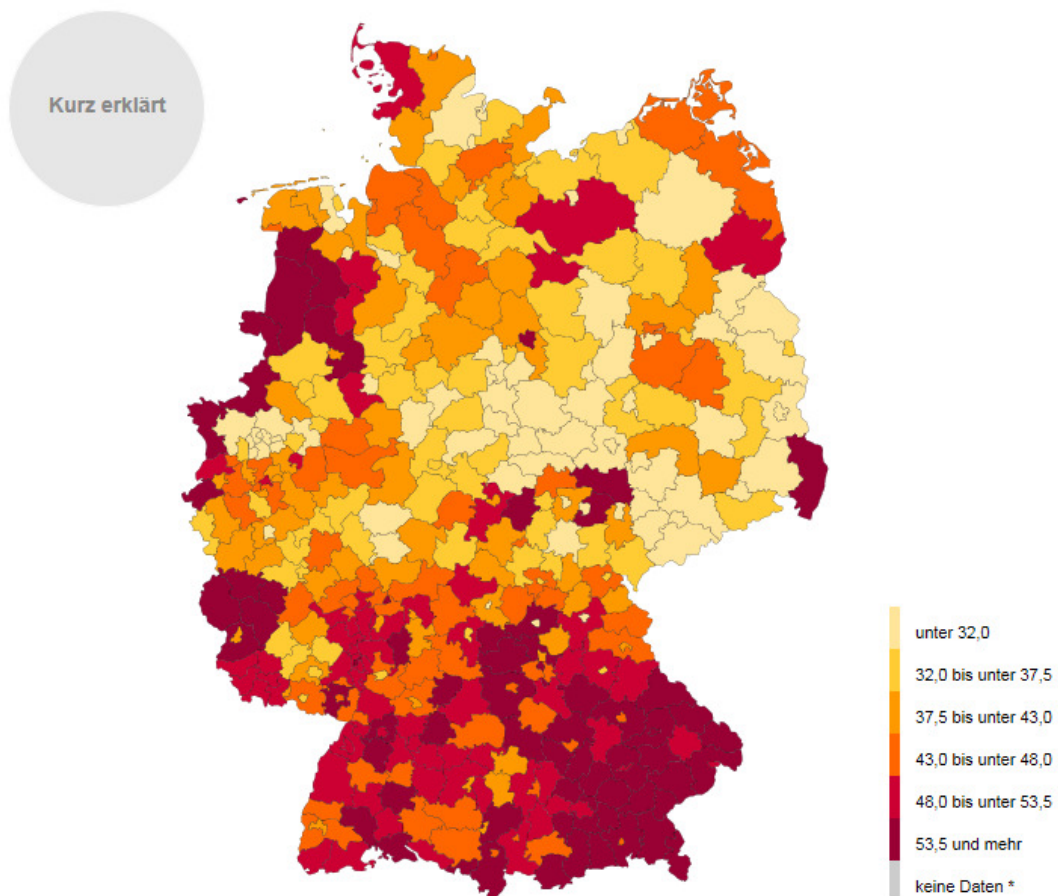 Kurz erklärt
unter 32,0
32,0 bis unter 37,5
37,5 bis unter 43,0
43,0 bis unter 48,0
48,0 bis unter 53,5
53,5 und mehr
keine Daten *